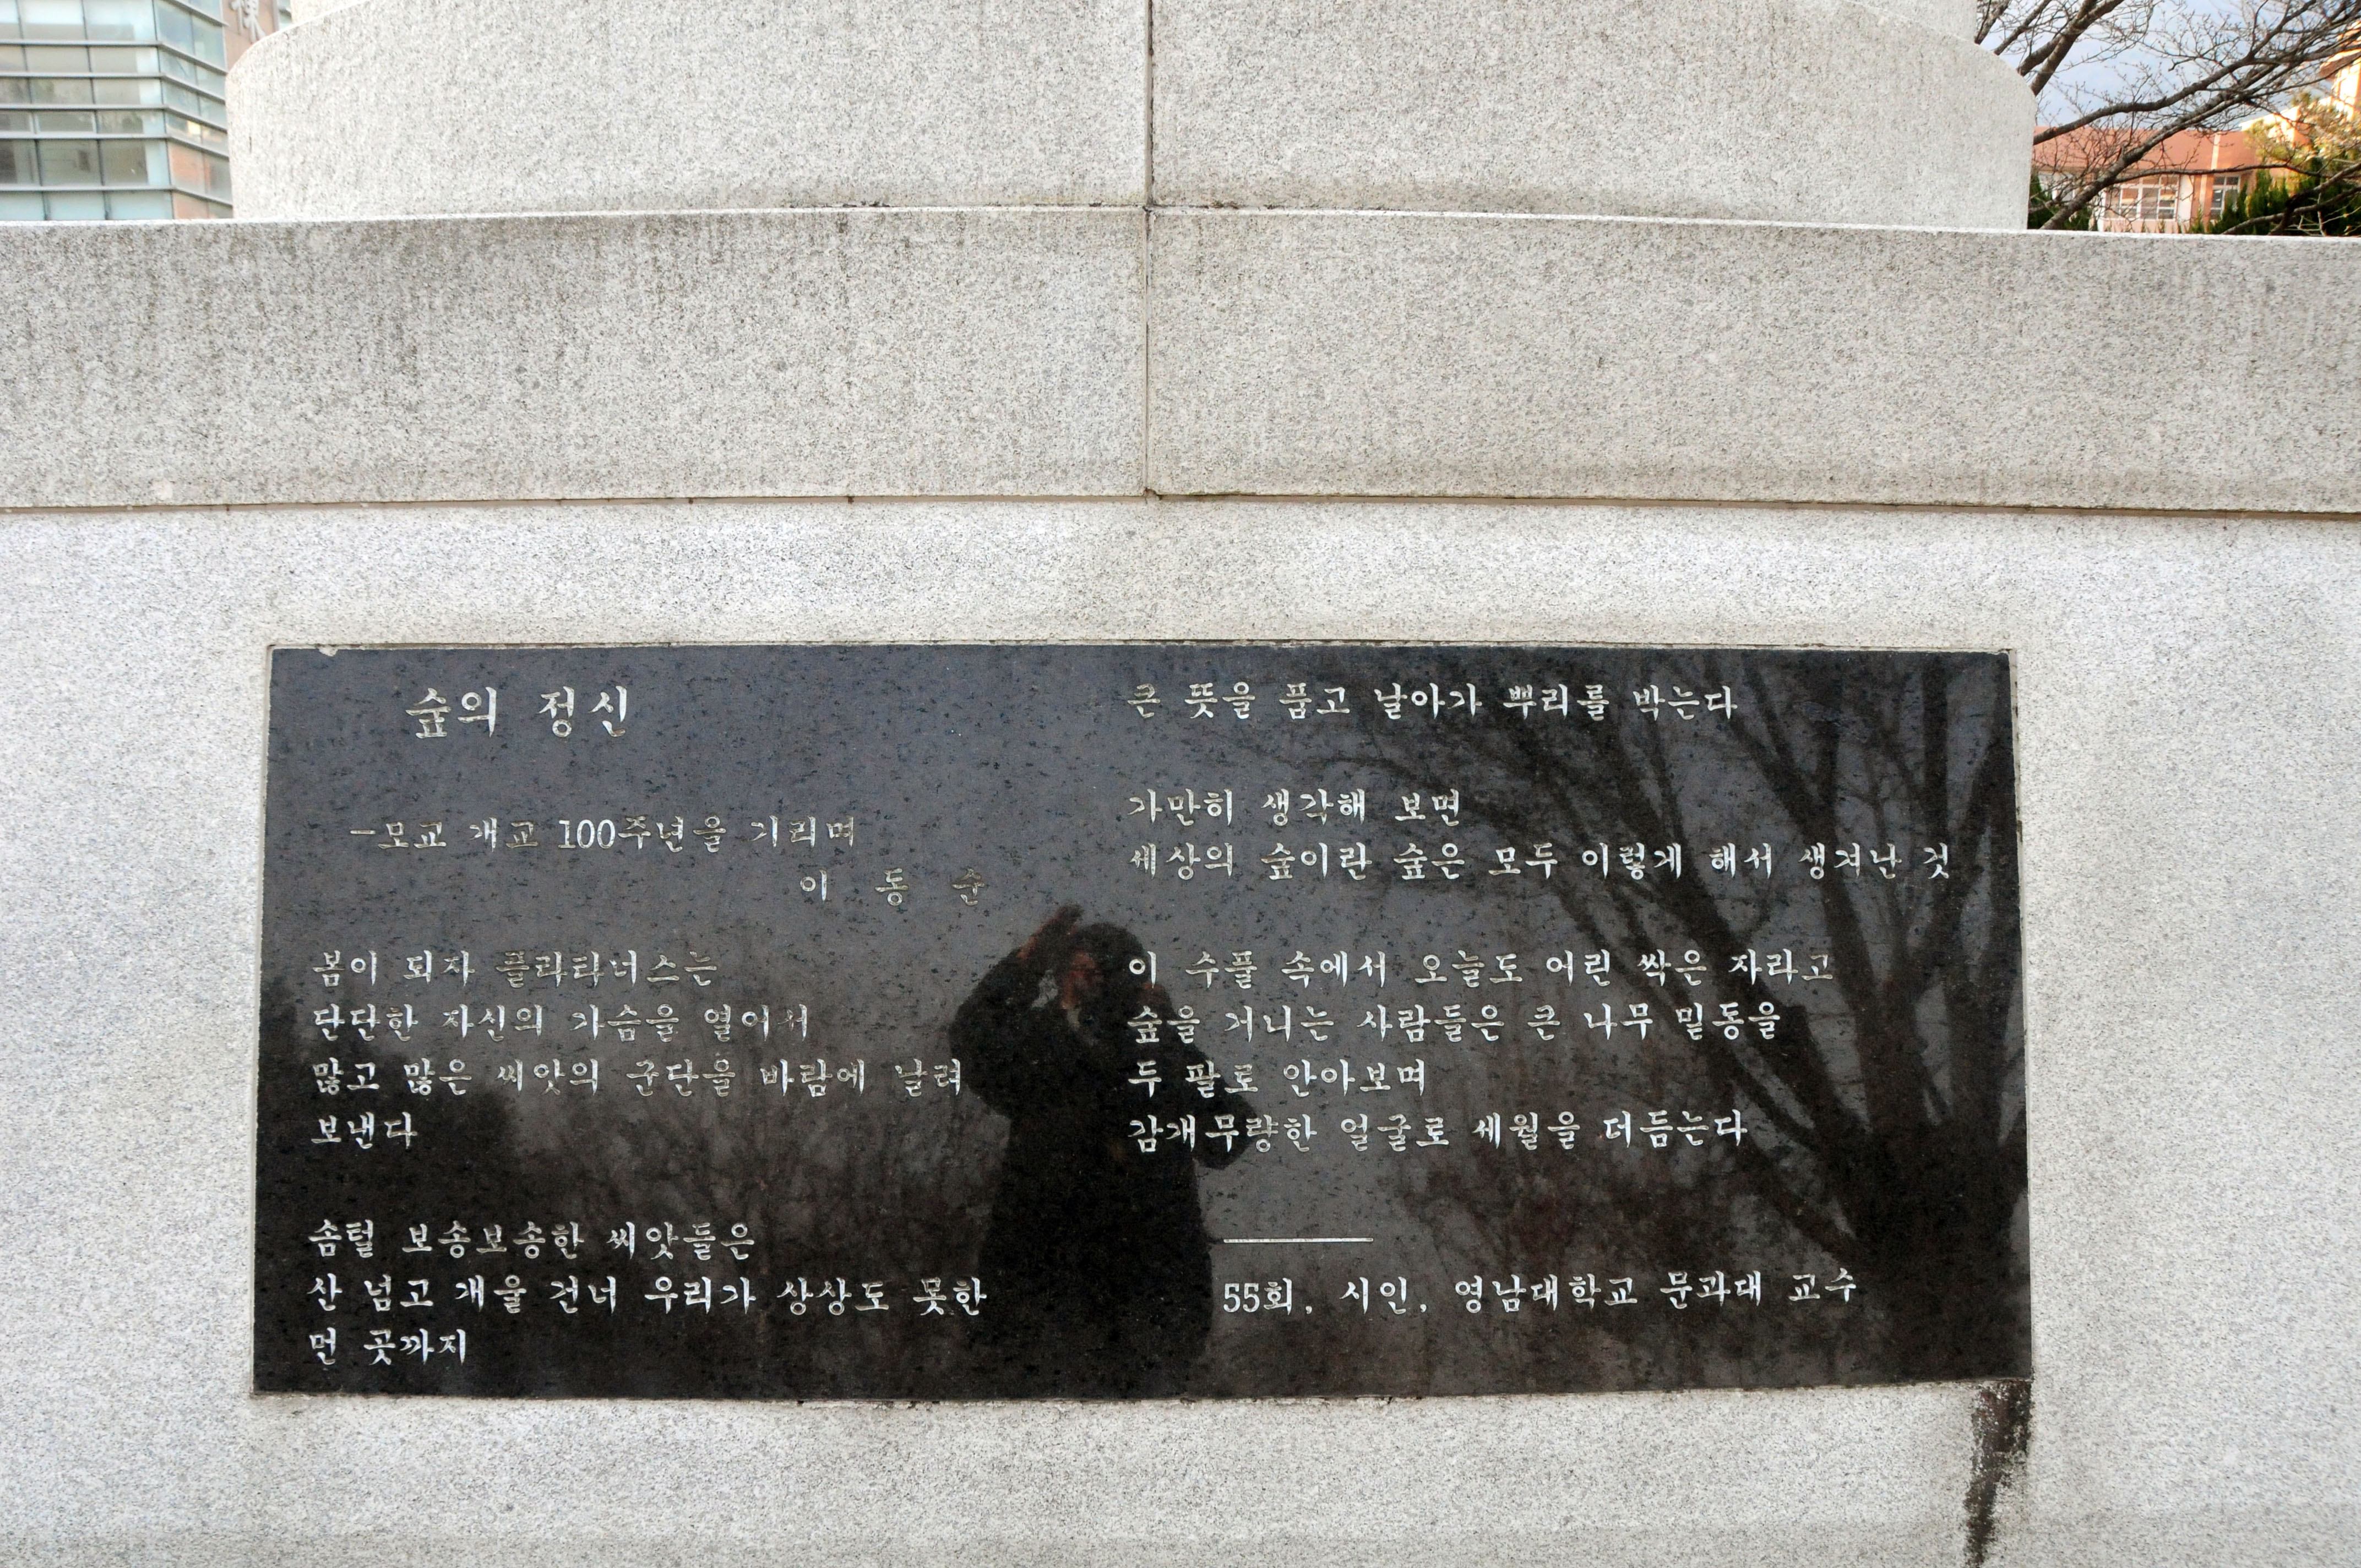 숲의 정신
-모교 개교 100주년을 기리며
이 동 순
봄이 되자 플라타너스는
단단한 자신의 가슴을 열어서
많고 많은 씨앗의 군단을 바람에 날려
보낸다
솜털 보송보송한 씨앗들은
산 넘고 개울 건너 우리가 상상도 못한
먼 곳까지
큰 뜻을 품고 날아가 뿌리를 박는다
가만히 생각해 보면
세상의 숲이란 숲은 모두 이렇게 해서 생겨난 것
이 수풀 속에서 오늘도 어린 싹은 자라고
숲을 거니는 사람들은 큰 나무 밑동을
두 팔로 안아보며
감개무량한 얼굴로 세월을 더듬는다
55회, 시인, 영남대학교 문과대 교수